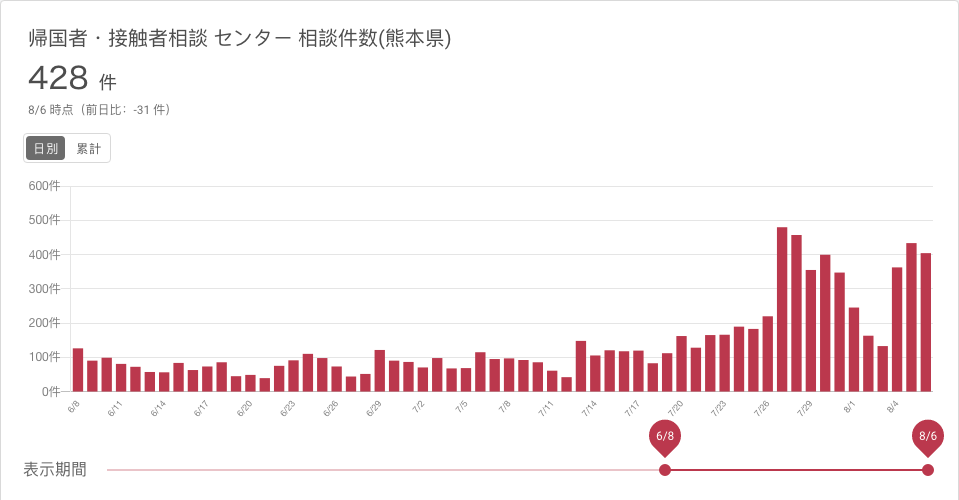 帰国者・接触者相談 センター 相談件数(熊本県)
428 件
8/6 時点（前日比：-31 件）
日別 累計
600件
500件
400件
300件
200件
100件
0件
6/8 6/11 6/14 6/17 6/20 6/23 6/26 6/29 7/2 7/5 7/8 7/11 7/14 7/17 7/20 7/23 7/26 7/29 8/1 8/4
6/8 8/6
表示期間